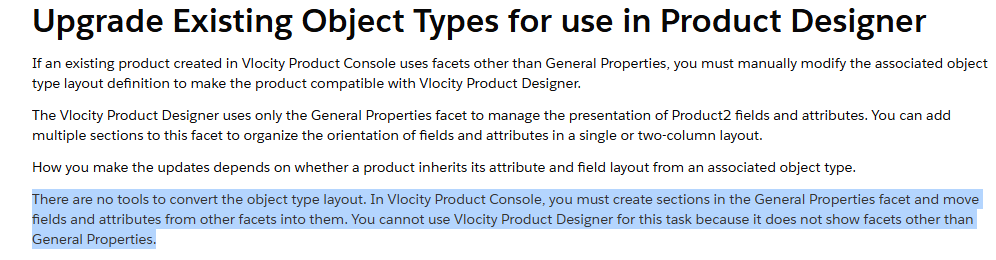 Upgrade Existing Object Types for use in Product Designer
If an existing product created in Vlocity Product Console uses facets other than General Properties, you must manually modify the associated object
type layout definition to make the product compatible with Vlocity Product Designer.
The Vlocity Product Designer uses only the General Properties facet to manage the presentation of Product2 fields and attributes. You can add
multiple sections to this facet to organize the orientation of fields and attributes in a single or two-column layout.
How you make the updates depends on whether a product inherits its attribute and field layout from an associated object type.
There are no tools to convert the object type layout. In Vlocity Product Console, you must create sections in the General Properties facet and move
fields and attributes from other facets into them. You cannot use Vlocity Product Designer for this task because it does not show facets other than
General Properties.